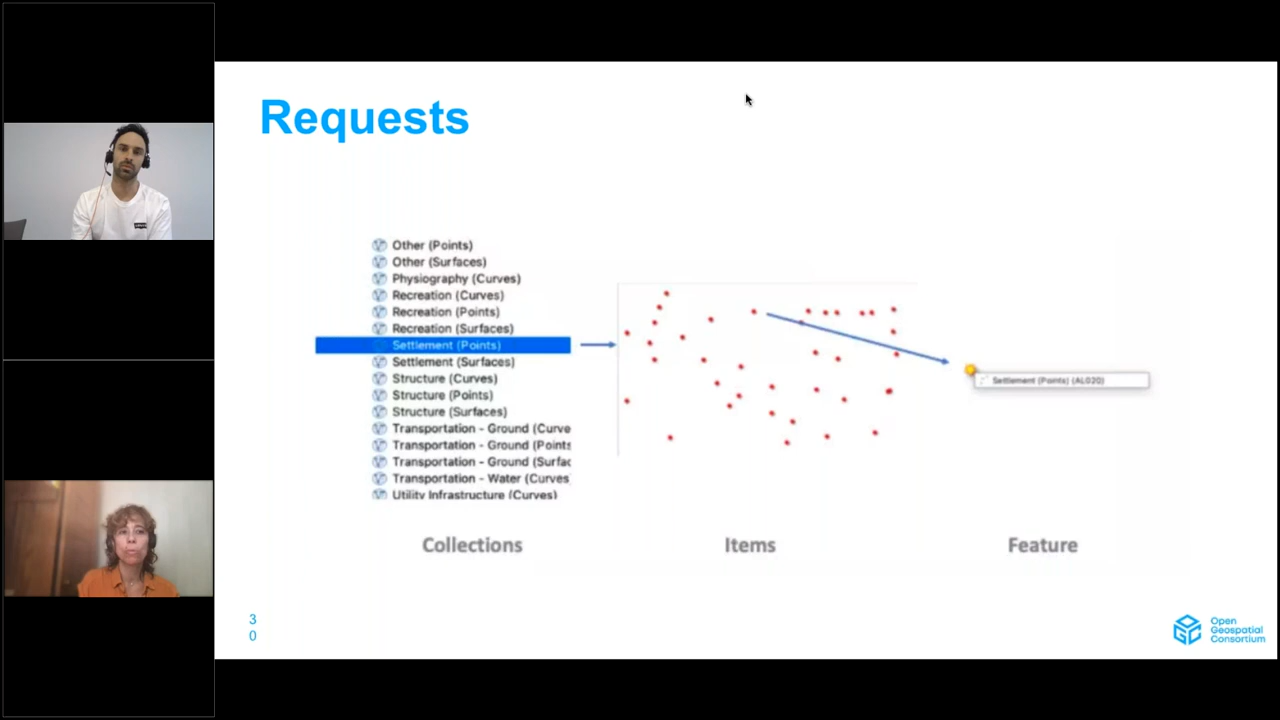 Requests
Other (Points)
Other (Surfaces)
Physiography (Curves)
Recreation (Curves)
Recreation (Points)
Recreation (Surfaces)
Settlement (Points)
Settlement (Surfaces)
Structure (Curves)
Structure (Points)
Structure (Surfaces)
Transportation - Ground (Curve
Transportation - Ground (Points
Transportation - Ground (Surfac
Transportation - Water (Curves
Utility Infrastructure (Curves)
Settlement (Points) (AL020)
Collections
Items
Feature
3
0
Open
Geospatial
Consortium